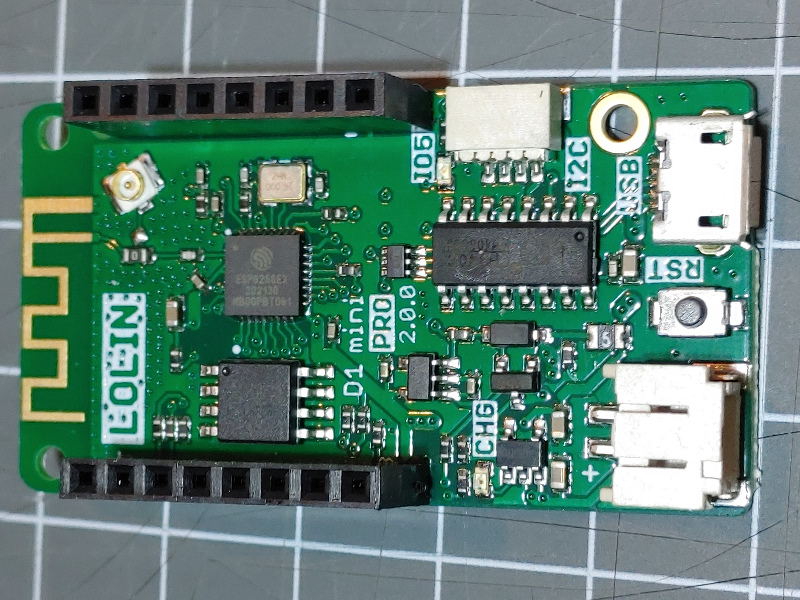 IO5
I2C
USB
RST
LOLIN
D1 mini
PRO
2.0.0
CHG
+
ESP8266EX